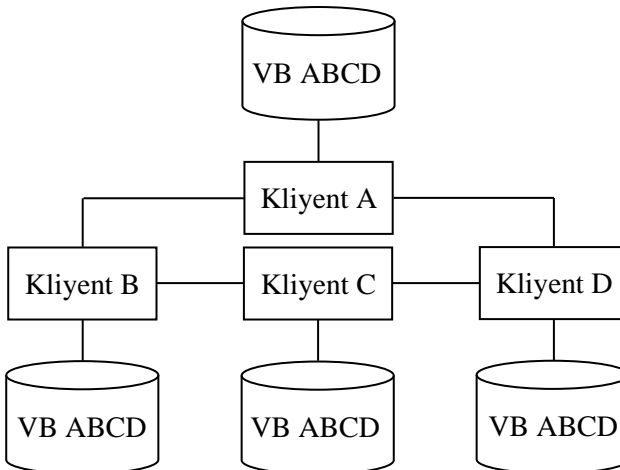 VB ABCD
Kliyent A
Kliyent B
Kliyent C
Kliyent D
VB ABCD
VB ABCD
VB ABCD